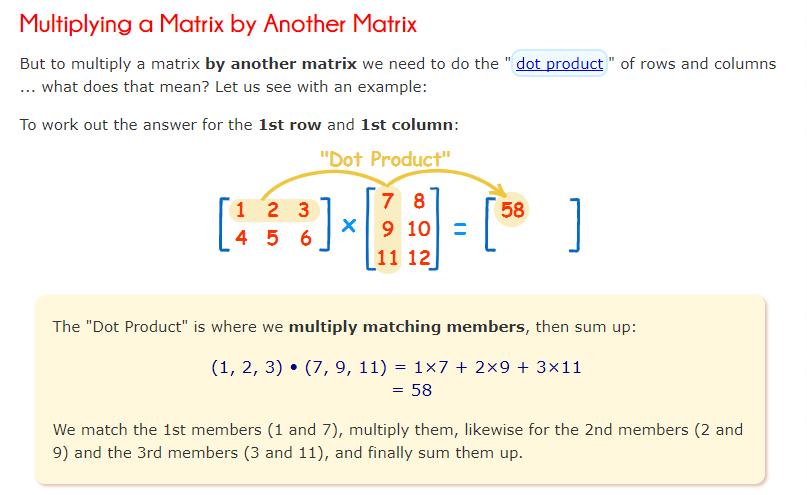 Multiplying a Matrix by Another Matrix
But to multiply a matrix by another matrix we need to do the "dot product" of rows and columns
... what does that mean? Let us see with an example:
To work out the answer for the 1st row and 1st column:
"Dot Product"
1 2 3
4 5 6
×
7 8
9 10
11 12
=
58
The "Dot Product" is where we multiply matching members, then sum up:
(1, 2, 3) • (7, 9, 11) = 1×7 + 2×9 + 3×11
= 58
We match the 1st members (1 and 7), multiply them, likewise for the 2nd members (2 and
9) and the 3rd members (3 and 11), and finally sum them up.